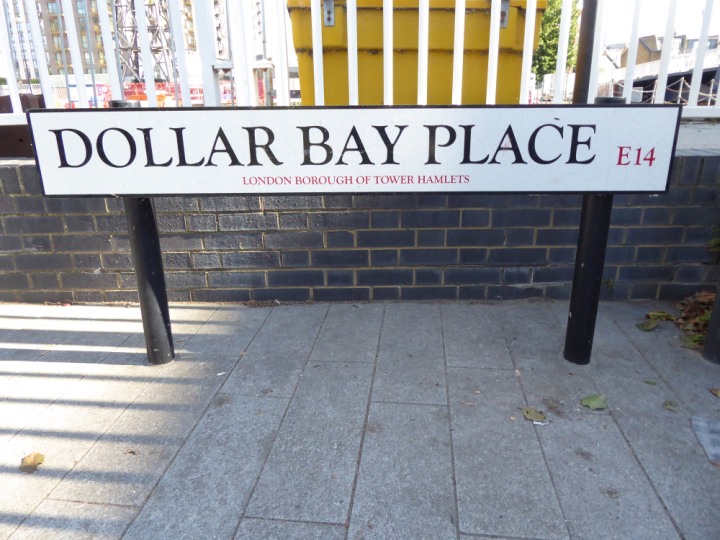 DOLLAR BAY PLACE E14
LONDON BOROUGH OF TOWER HAMLETS